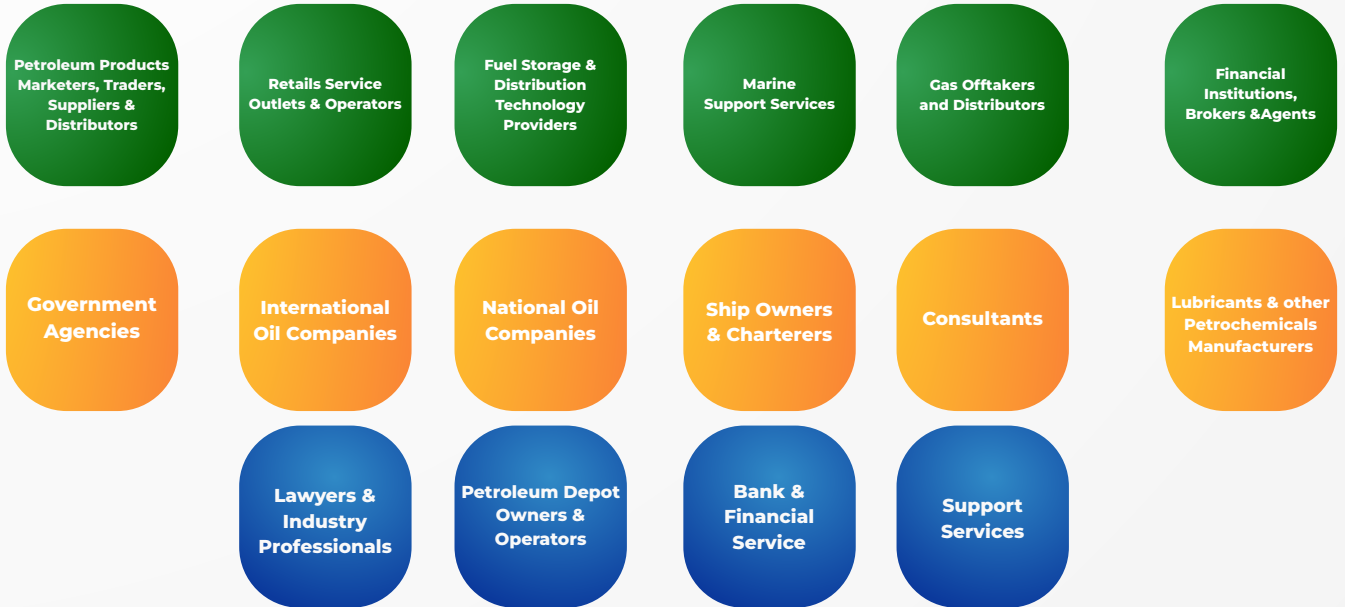 Petroleum Products
Marketers, Traders,
Suppliers &
Distributors
Retails Service
Outlets & Operators
Fuel Storage &
Distribution
Technology
Providers
Marine
Support Services
Gas Offtakers
and Distributors
Financial
Institutions,
Brokers &Agents
Government
Agencies
International
Oil Companies
National Oil
Companies
Ship Owners
& Charterers
Consultants
Lubricants & other
Petrochemicals
Manufacturers
Lawyers &
Industry
Professionals
Petroleum Depot
Owners &
Operators
Bank &
Financial
Service
Support
Services